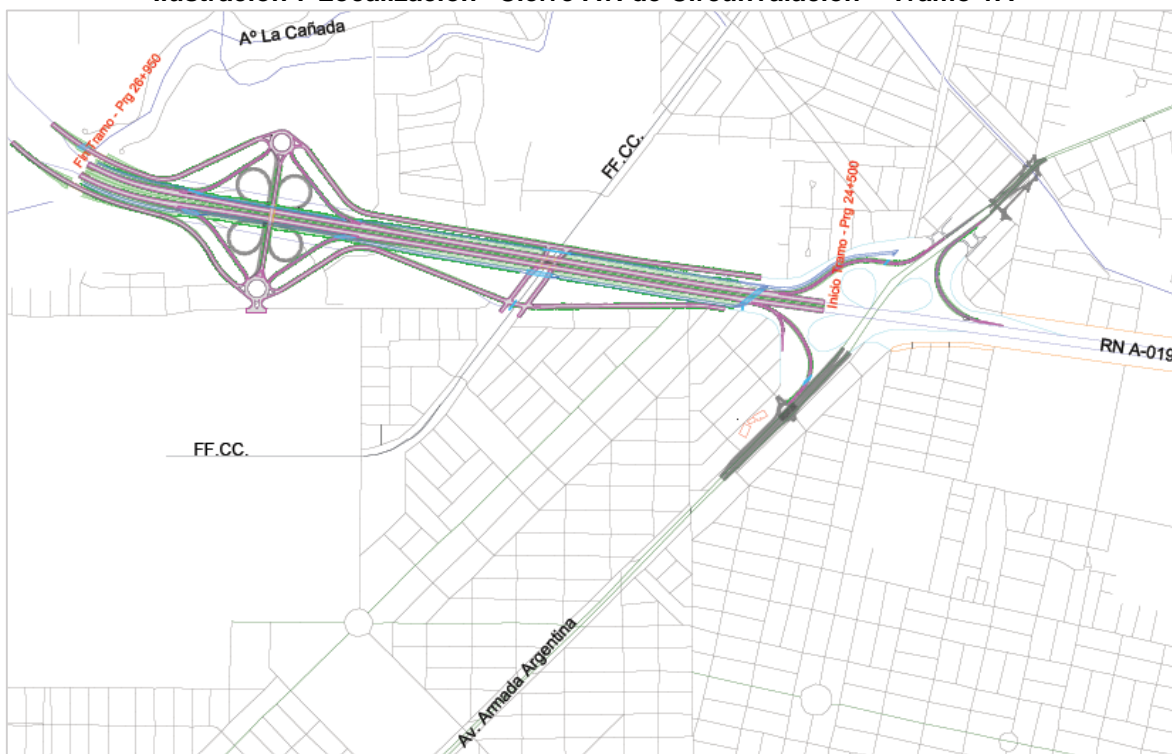 Aº La Cañada
Fin Tramo - Prg 26+950
FF.CC.
Inicio Tramo - Prg 24+500
RN A-019
FF.CC.
Av. Armada Argentina